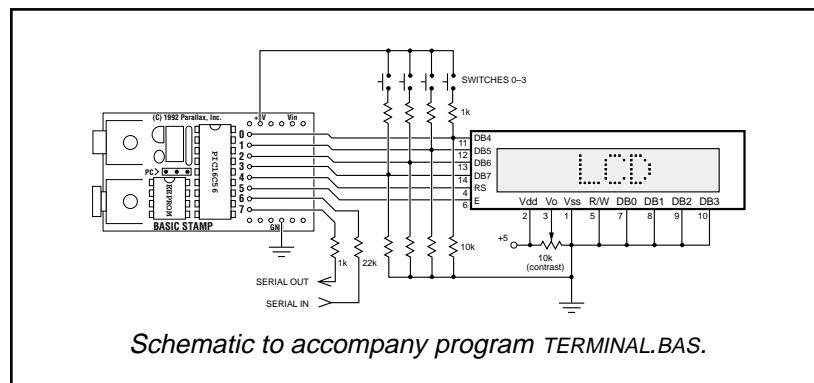 SWITCHES 0–3
1k
(C) 1992 Parallax, Inc.
+5V
Vin
0
1
2
3
4
5
6
7
PIC16C56
PC>
EEPROM
BASIC STAMP
GN
11
12
13
14
4
6
DB4
DB5
DB6
DB7
RS
E
LCD
Vdd Vo Vss R/W DB0 DB1 DB2 DB3
2 3 1 5 7 8 9 10
+5
10k
(contrast)
10k
1k
22k
SERIAL OUT
SERIAL IN
Schematic to accompany program TERMINAL.BAS.